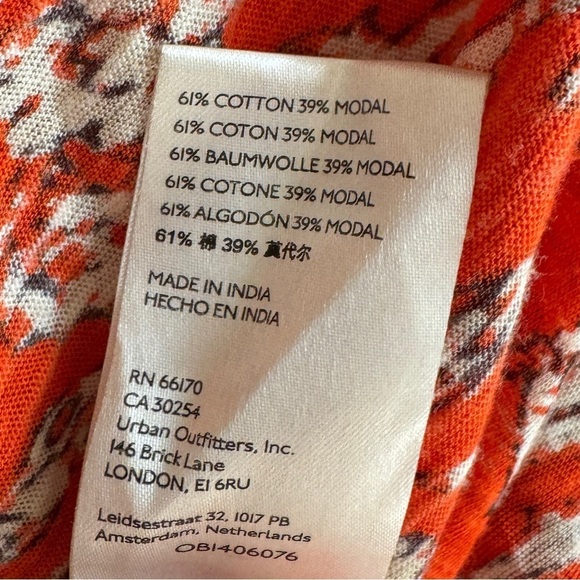 61% COTTON 39% MODAL
61% COTON 39% MODAL
61% BAUMWOLLE 39% MODAL
61% COTONE 39% MODAL
61% ALGODÓN 39% MODAL
61% 棉 39% 莫代尔
MADE IN INDIA
HECHO EN INDIA
RN 66170
CA 30254
Urban Outfitters, Inc.
146 Brick Lane
LONDON, E1 6RU
Leidsestraat 32, 1017 PB
Amsterdam, Netherlands
OB1406076